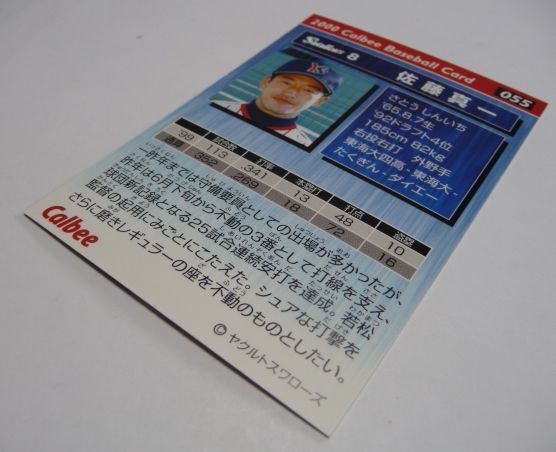 2000 Calbee Baseball Card
055
Swallows 8 佐藤真一
さとう しんいち
'65.8.7生
'92ドラフト4位
185cm 82kg
右投右打 外野手
東海大四高-東海大-
たくぎん-ダイエー
試合 打数 本塁打 打点 盗塁
99 113 341 13 48 10
通算 352 269 18 72 16
一昨年までは守備要員としての出場が多かったが、
昨年は6月下旬から不動の3番として打線を支え、
球団新記録となる25試合連続安打を達成。若松
監督の起用にみごとにこたえた。シュアな打撃を
さらに磨きレギュラーの座を不動のものとしたい。
Calbee
©ヤクルトスワローズ